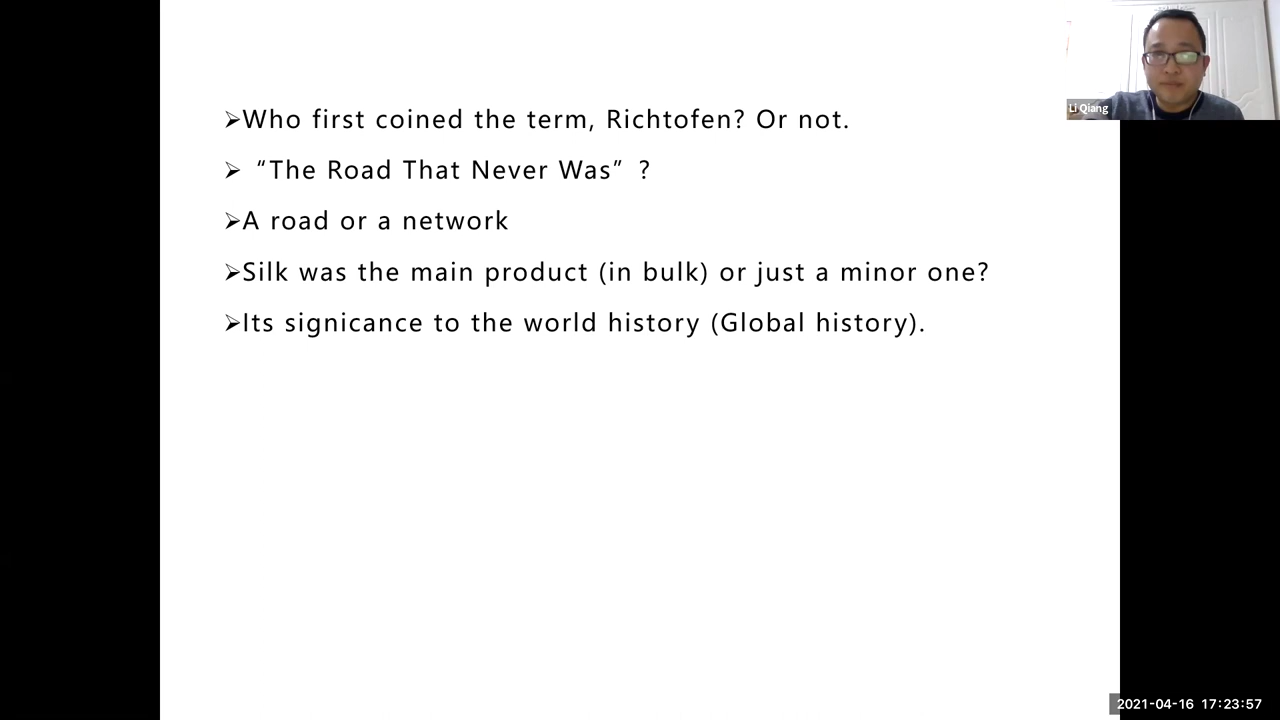 ➢Who first coined the term, Richtofen? Or not.
➢ “The Road That Never Was” ?
➢A road or a network
➢Silk was the main product (in bulk) or just a minor one?
➢Its signicance to the world history (Global history).
Li Qiang
2021-04-16 17:23:57